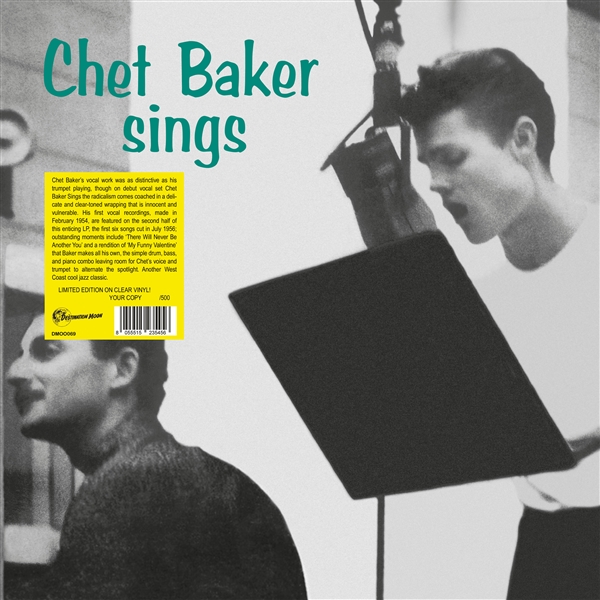 Chet Baker
sings
Chet Baker's vocal work was as distinctive as his
trumpet playing, though on debut vocal set Chet
Baker Sings the radicalism comes coached in a deli-
cate and clear-toned wrapping that is innocent and
vulnerable. His first vocal recordings, made in
February 1954, are featured on the second half of
this enticing LP, the first six songs cut in July 1956;
outstanding moments include 'There Will Never Be
Another You' and a rendition of 'My Funny Valentine'
that Baker makes all his own, the simple drum, bass,
and piano combo leaving room for Chet's voice and
trumpet to alternate the spotlight. Another West
Coast cool jazz classic.
LIMITED EDITION ON CLEAR VINYL!
YOUR COPY /500
Destination Moon
DMOO069
8 055515 235456